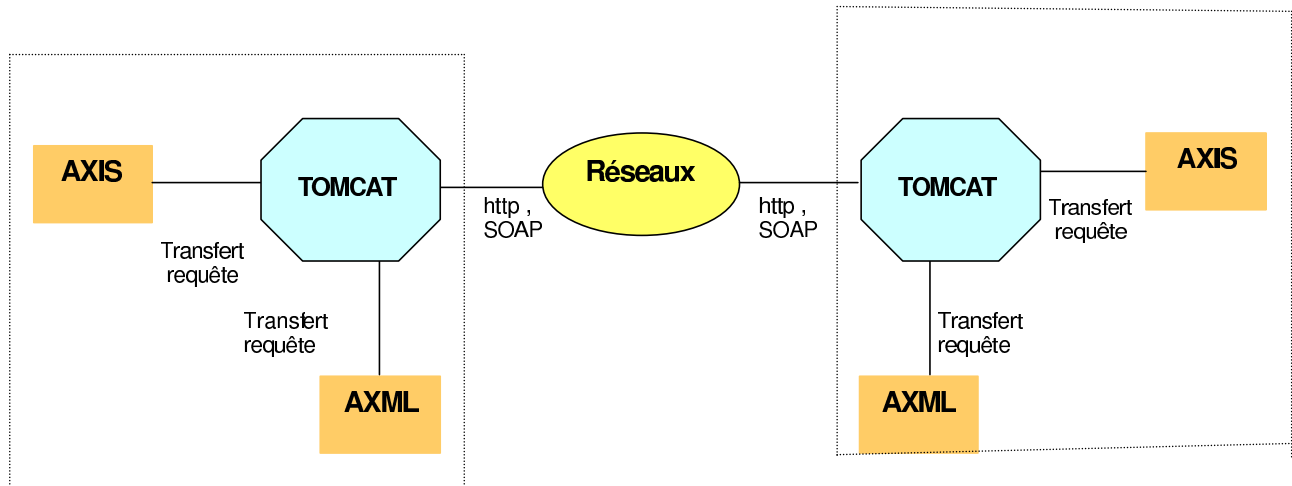 AXIS
TOMCAT
Transfert
requête
Transfert
requête
AXML
http ,
SOAP
Réseaux
http ,
SOAP
TOMCAT
AXIS
Transfert
requête
Transfert
requête
AXML